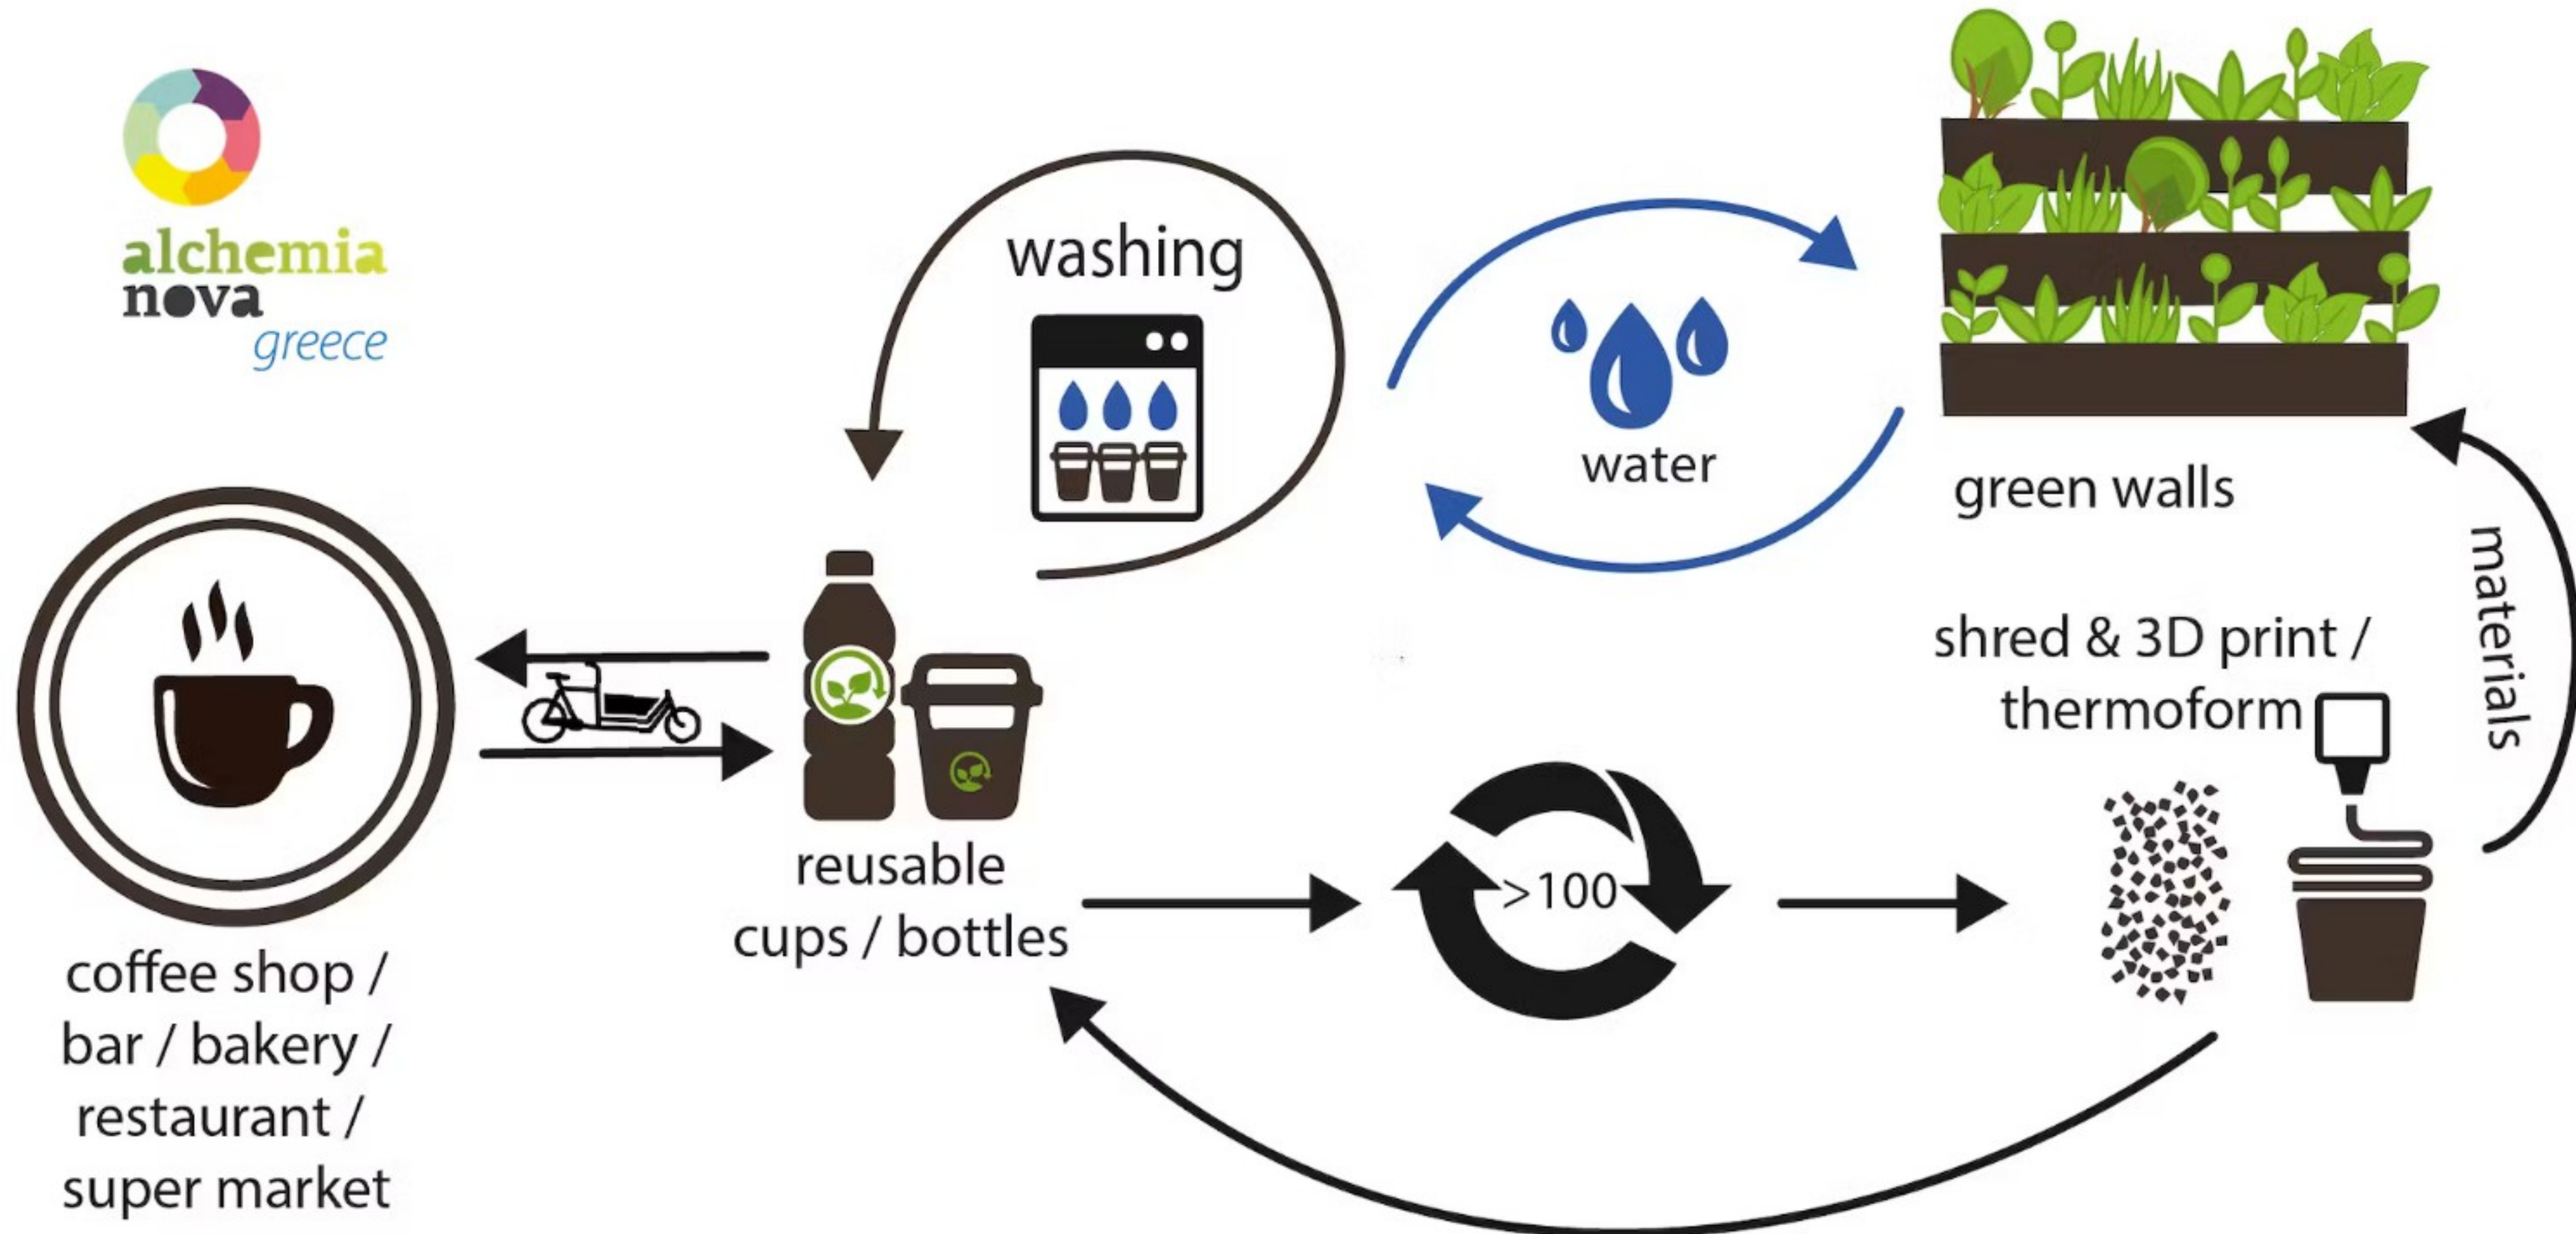 alchemia
nova
greece
washing
water
green walls
materials
shred & 3D print /
thermoform
>100
reusable
cups / bottles
coffee shop /
bar / bakery /
restaurant /
super market